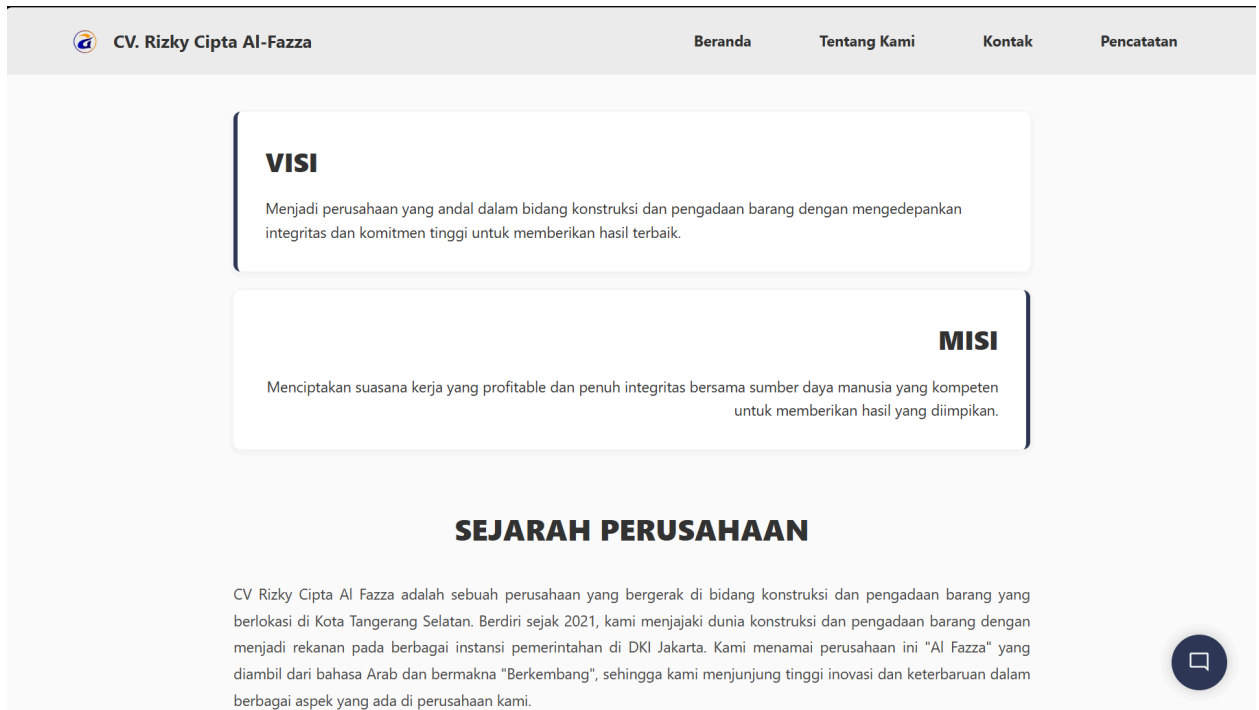 CV. Rizky Cipta Al-Fazza
Beranda
Tentang Kami
Kontak
Pencatatan
VISI
Menjadi perusahaan yang andal dalam bidang konstruksi dan pengadaan barang dengan mengedepankan
integritas dan komitmen tinggi untuk memberikan hasil terbaik.
MISI
Menciptakan suasana kerja yang profitable dan penuh integritas bersama sumber daya manusia yang kompeten
untuk memberikan hasil yang diimpikan.
SEJARAH PERUSAHAAN
CV Rizky Cipta Al Fazza adalah sebuah perusahaan yang bergerak di bidang konstruksi dan pengadaan barang yang
berlokasi di Kota Tangerang Selatan. Berdiri sejak 2021, kami menjajaki dunia konstruksi dan pengadaan barang dengan
menjadi rekanan pada berbagai instansi pemerintahan di DKI Jakarta. Kami menamai perusahaan ini "Al Fazza" yang
diambil dari bahasa Arab dan bermakna "Berkembang", sehingga kami menjunjung tinggi inovasi dan keterbaruan dalam
berbagai aspek yang ada di perusahaan kami.